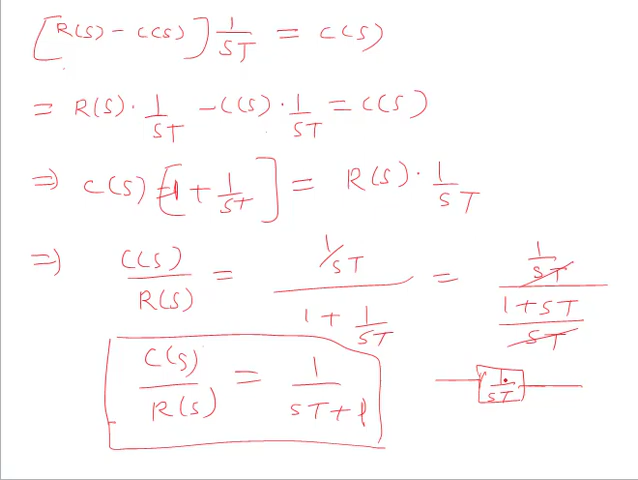 [R(S) - C(S)] 1/ST = C(S)
= R(S) · 1/ST - C(S) · 1/ST = C(S)
⇒ C(S) [1 + 1/ST] = R(S) · 1/ST
⇒ C(S)/R(S) = (1/ST)/(1 + 1/ST) = (1/ST)/((1+ST)/ST)
C(S)/R(S) = 1/(ST+1)
1/ST